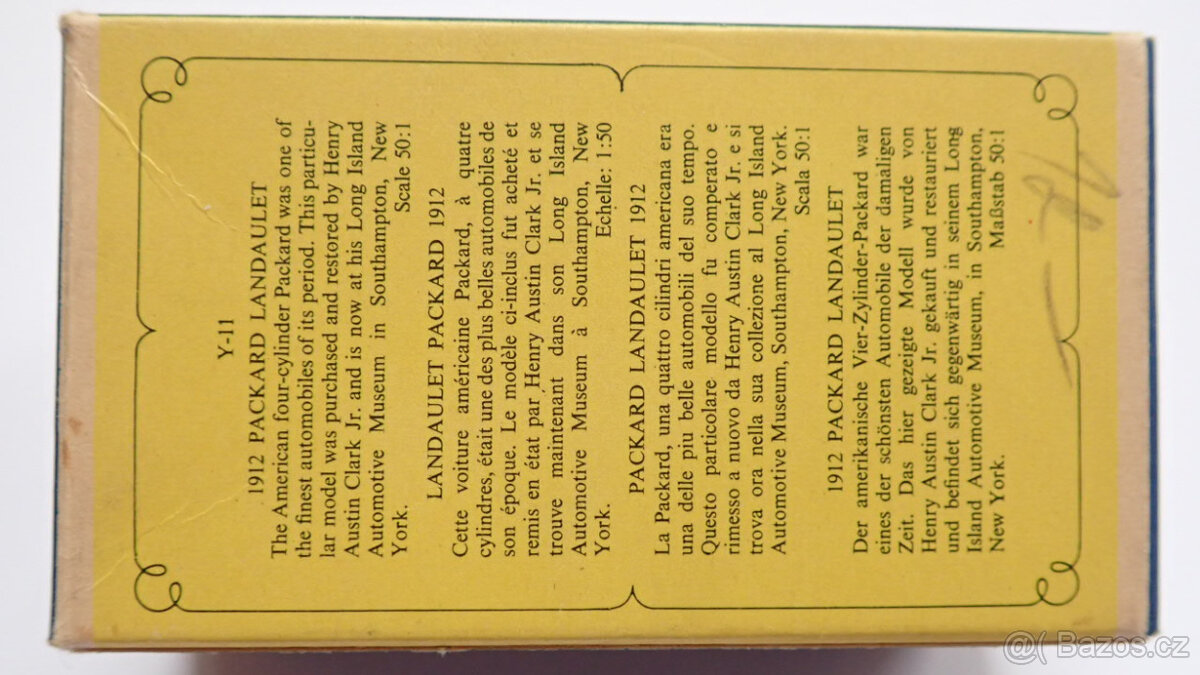 Y-11
1912 PACKARD LANDAULET
The American four-cylinder Packard was one of
the finest automobiles of its period. This particu-
lar model was purchased and restored by Henry
Austin Clark Jr. and is now at his Long Island
Automotive Museum in Southampton, New
York. Scale 50:1
LANDAULET PACKARD 1912
Cette voiture américaine Packard, à quatre
cylindres, était une des plus belles automobiles de
son époque. Le modèle ci-inclus fut acheté et
remis en état par Henry Austin Clark Jr. et se
trouve maintenant dans son Long Island
Automotive Museum à Southampton, New
York. Echelle: 1:50
PACKARD LANDAULET 1912
La Packard, una quattro cilindri americana era
una delle piu belle automobili del suo tempo.
Questo particolare modello fu comperato e
rimesso a nuovo da Henry Austin Clark Jr. e si
trova ora nella sua collezione al Long Island
Automotive Museum, Southampton, New York.
Scala 50:1
1912 PACKARD LANDAULET
Der amerikanische Vier-Zylinder-Packard war
eines der schönsten Automobile der damaligen
Zeit. Das hier gezeigte Modell wurde von
Henry Austin Clark Jr. gekauft und restauriert
und befindet sich gegenwärtig in seinem Long
Island Automotive Museum, in Southampton,
New York. Maßstab 50:1
Bazos.cz